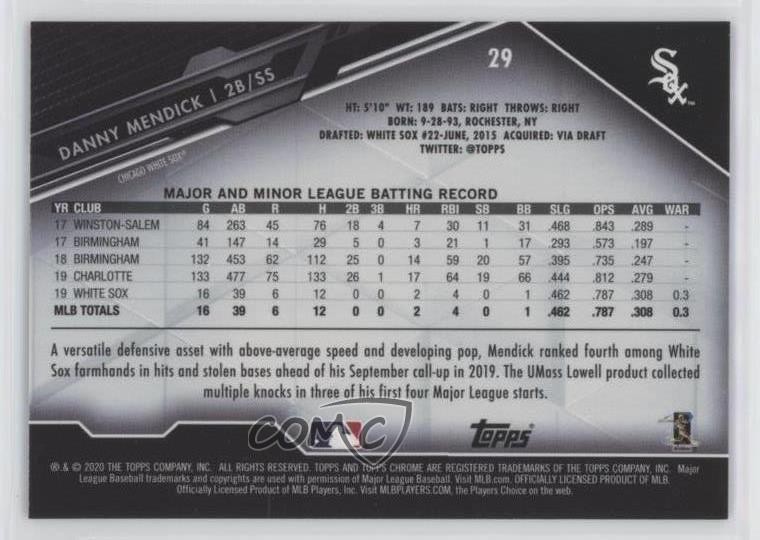 29
Sox
DANNY MENDICK | 2B/SS
CHICAGO WHITE SOX®
HT: 5'10" WT: 189 BATS: RIGHT THROWS: RIGHT
BORN: 9-28-93, ROCHESTER, NY
DRAFTED: WHITE SOX #22-JUNE, 2015 ACQUIRED: VIA DRAFT
TWITTER: @TOPPS
MAJOR AND MINOR LEAGUE BATTING RECORD
YR CLUB G AB R H 2B 3B HR RBI SB BB SLG OPS AVG WAR
17 WINSTON-SALEM 84 263 45 76 18 4 7 30 11 31 .468 .843 .289 -
17 BIRMINGHAM 41 147 14 29 5 0 3 21 1 17 .293 .573 .197 -
18 BIRMINGHAM 132 453 62 112 25 0 14 59 20 57 .395 .735 .247 -
19 CHARLOTTE 133 477 75 133 26 1 17 64 19 66 .444 .812 .279 -
19 WHITE SOX 16 39 6 12 0 0 2 4 0 1 .462 .787 .308 0.3
MLB TOTALS 16 39 6 12 0 0 2 4 0 1 .462 .787 .308 0.3
A versatile defensive asset with above-average speed and developing pop, Mendick ranked fourth among White
Sox farmhands in hits and stolen bases ahead of his September call-up in 2019. The UMass Lowell product collected
multiple knocks in three of his first four Major League starts.
COMC
Topps
®, & © 2020 THE TOPPS COMPANY, INC. ALL RIGHTS RESERVED. TOPPS AND TOPPS CHROME ARE REGISTERED TRADEMARKS OF THE TOPPS COMPANY, INC. Major
League Baseball trademarks and copyrights are used with permission of Major League Baseball. Visit MLB.com. OFFICIALLY LICENSED PRODUCT OF MLB
Officially Licensed Product of MLB Players, Inc. Visit MLBPLAYERS.com, the Players Choice on the web.